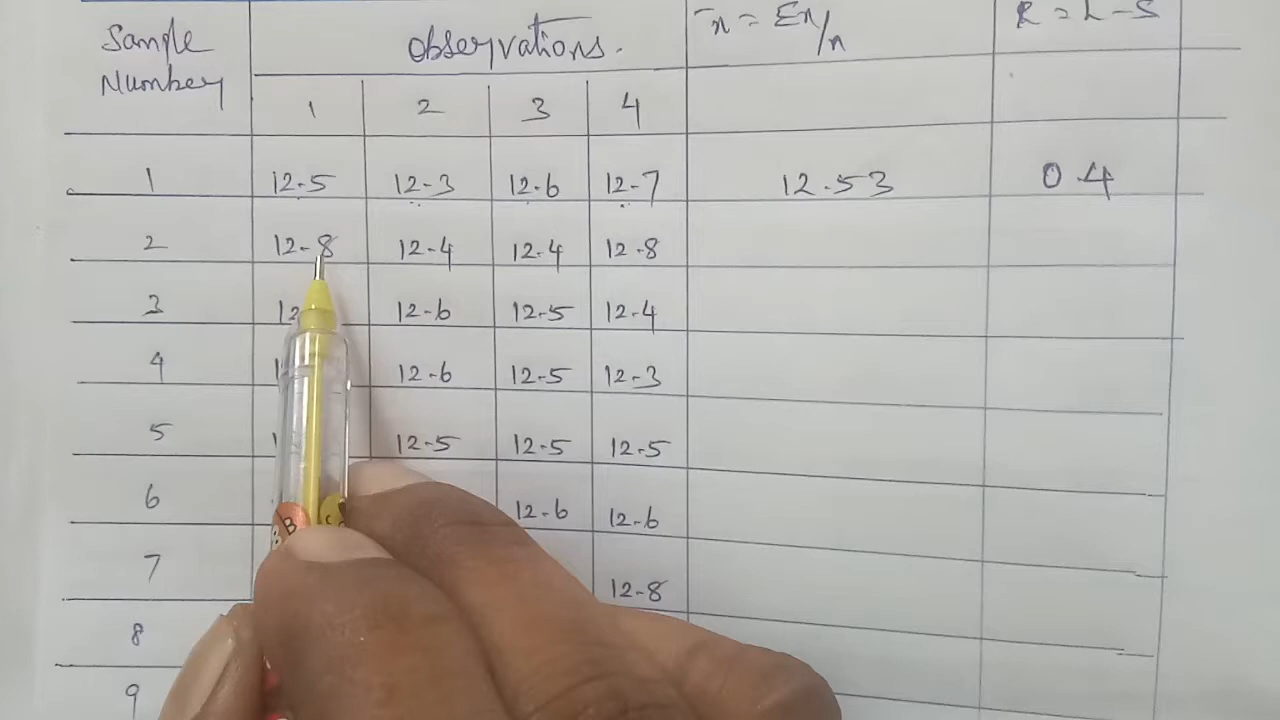 Sample Number
Observations.
x̄ = Σx/n
R = L - S
1 2 3 4
1 12.5 12.3 12.6 12.7 12.53 0.4
2 12.8 12.4 12.4 12.8
3 12.6 12.5 12.4
4 12.6 12.5 12.3
5 12.5 12.5 12.5
6 12.6 12.6
7 12.8
8
9